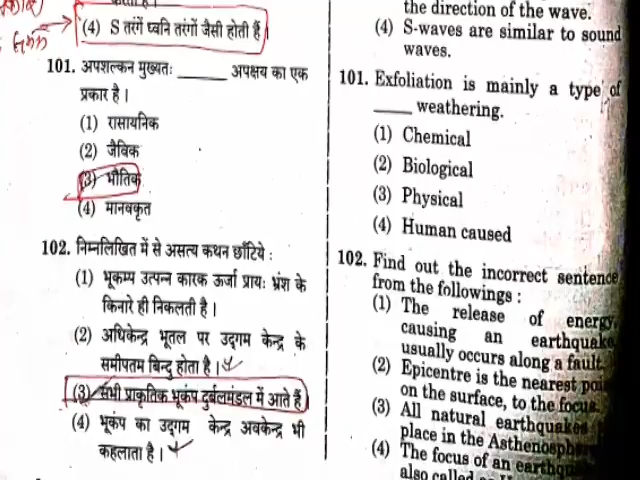 (4) S तरंगें ध्वनि तरंगों जैसी होती हैं
101. अपशल्कन मुख्यतः ______ अपक्षय का एक
प्रकार है।
(1) रासायनिक
(2) जैविक
(3) भौतिक
(4) मानवकृत
102. निम्नलिखित में से असत्य कथन छाँटिये :
(1) भूकम्प उत्पन्न कारक ऊर्जा प्रायः भ्रंश के
किनारे ही निकलती है।
(2) अधिकेन्द्र भूतल पर उद्‌गम केन्द्र के
समीपतम बिन्दु होता है।
(3) सभी प्राकृतिक भूकंप दुर्बलमंडल में आते हैं
(4) भूकंप का उद्‌गम केन्द्र अवकेन्द्र भी
कहलाता है।
the direction of the wave.
(4) S-waves are similar to sound
waves.
101. Exfoliation is mainly a type of
____ weathering.
(1) Chemical
(2) Biological
(3) Physical
(4) Human caused
102. Find out the incorrect sentence
from the followings :
(1) The release of energy,
causing an earthquake
usually occurs along a fault.
(2) Epicentre is the nearest
on the surface, to the focus.
(3) All natural earthquakes
place in the
(4) The focus of an
also called